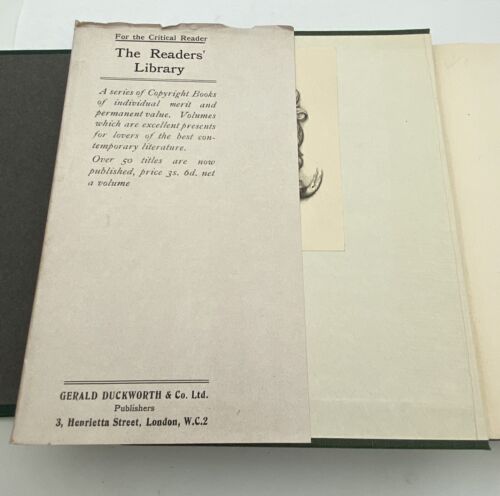 For the Critical Reader
The Readers'
Library
A series of Copyright Books
of individual merit and
permanent value. Volumes
which are excellent presents
for lovers of the best con-
temporary literature.
Over 50 titles are now
published, price 3s. 6d. net
a volume
GERALD DUCKWORTH & Co. Ltd.
Publishers
3, Henrietta Street, London, W.C.2